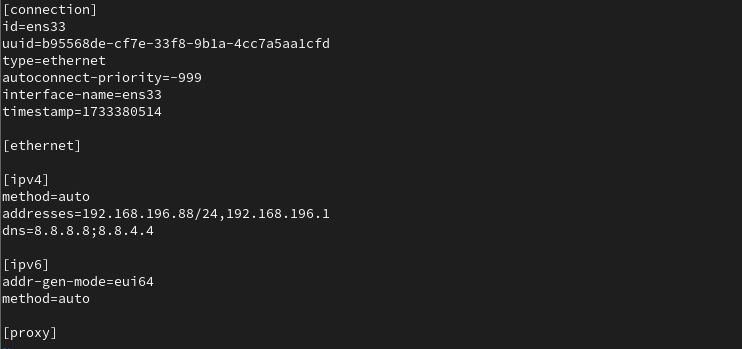 [connection]
id=ens33
uuid=b95568de-cf7e-33f8-9b1a-4cc7a5aa1cfd
type=ethernet
autoconnect-priority=-999
interface-name=ens33
timestamp=1733380514
[ethernet]
[ipv4]
method=auto
addresses=192.168.196.88/24,192.168.196.1
dns=8.8.8.8;8.8.4.4
[ipv6]
addr-gen-mode=eui64
method=auto
[proxy]